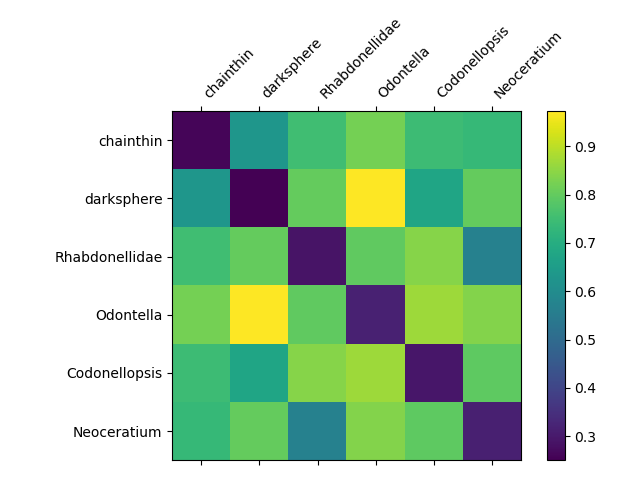 chainthin
darksphere
Rhabdonellidae
Odontella
Codonellopsis
Neoceratium
chainthin
darksphere
Rhabdonellidae
Odontella
Codonellopsis
Neoceratium
0.9
0.8
0.7
0.6
0.5
0.4
0.3